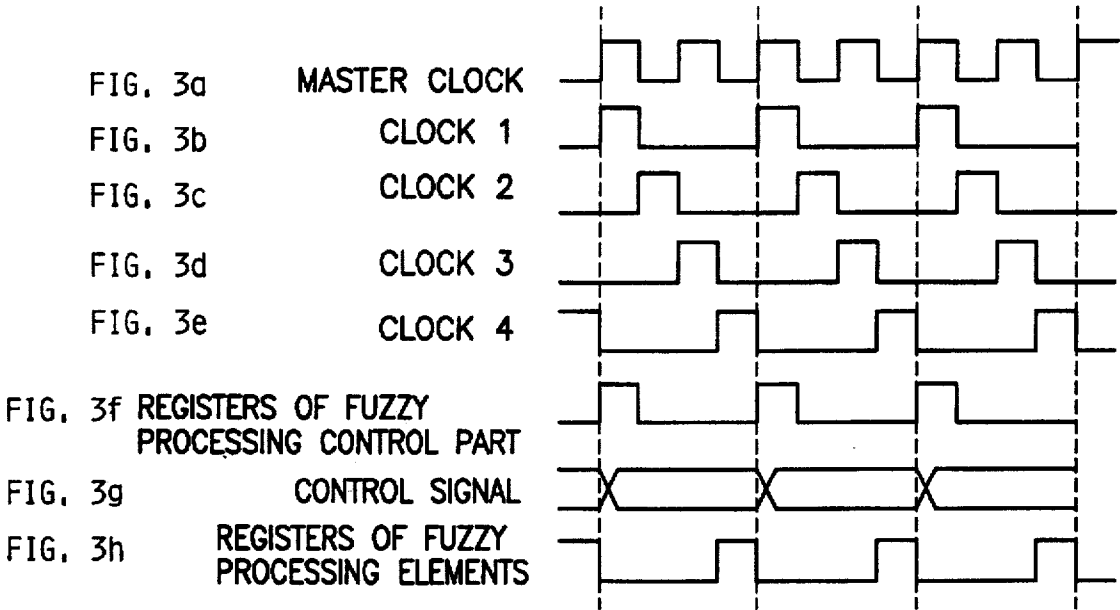 FIG. 3a MASTER CLOCK
FIG. 3b CLOCK 1
FIG. 3c CLOCK 2
FIG. 3d CLOCK 3
FIG. 3e CLOCK 4
FIG. 3f REGISTERS OF FUZZY
PROCESSING CONTROL PART
FIG. 3g CONTROL SIGNAL
FIG. 3h REGISTERS OF FUZZY
PROCESSING ELEMENTS